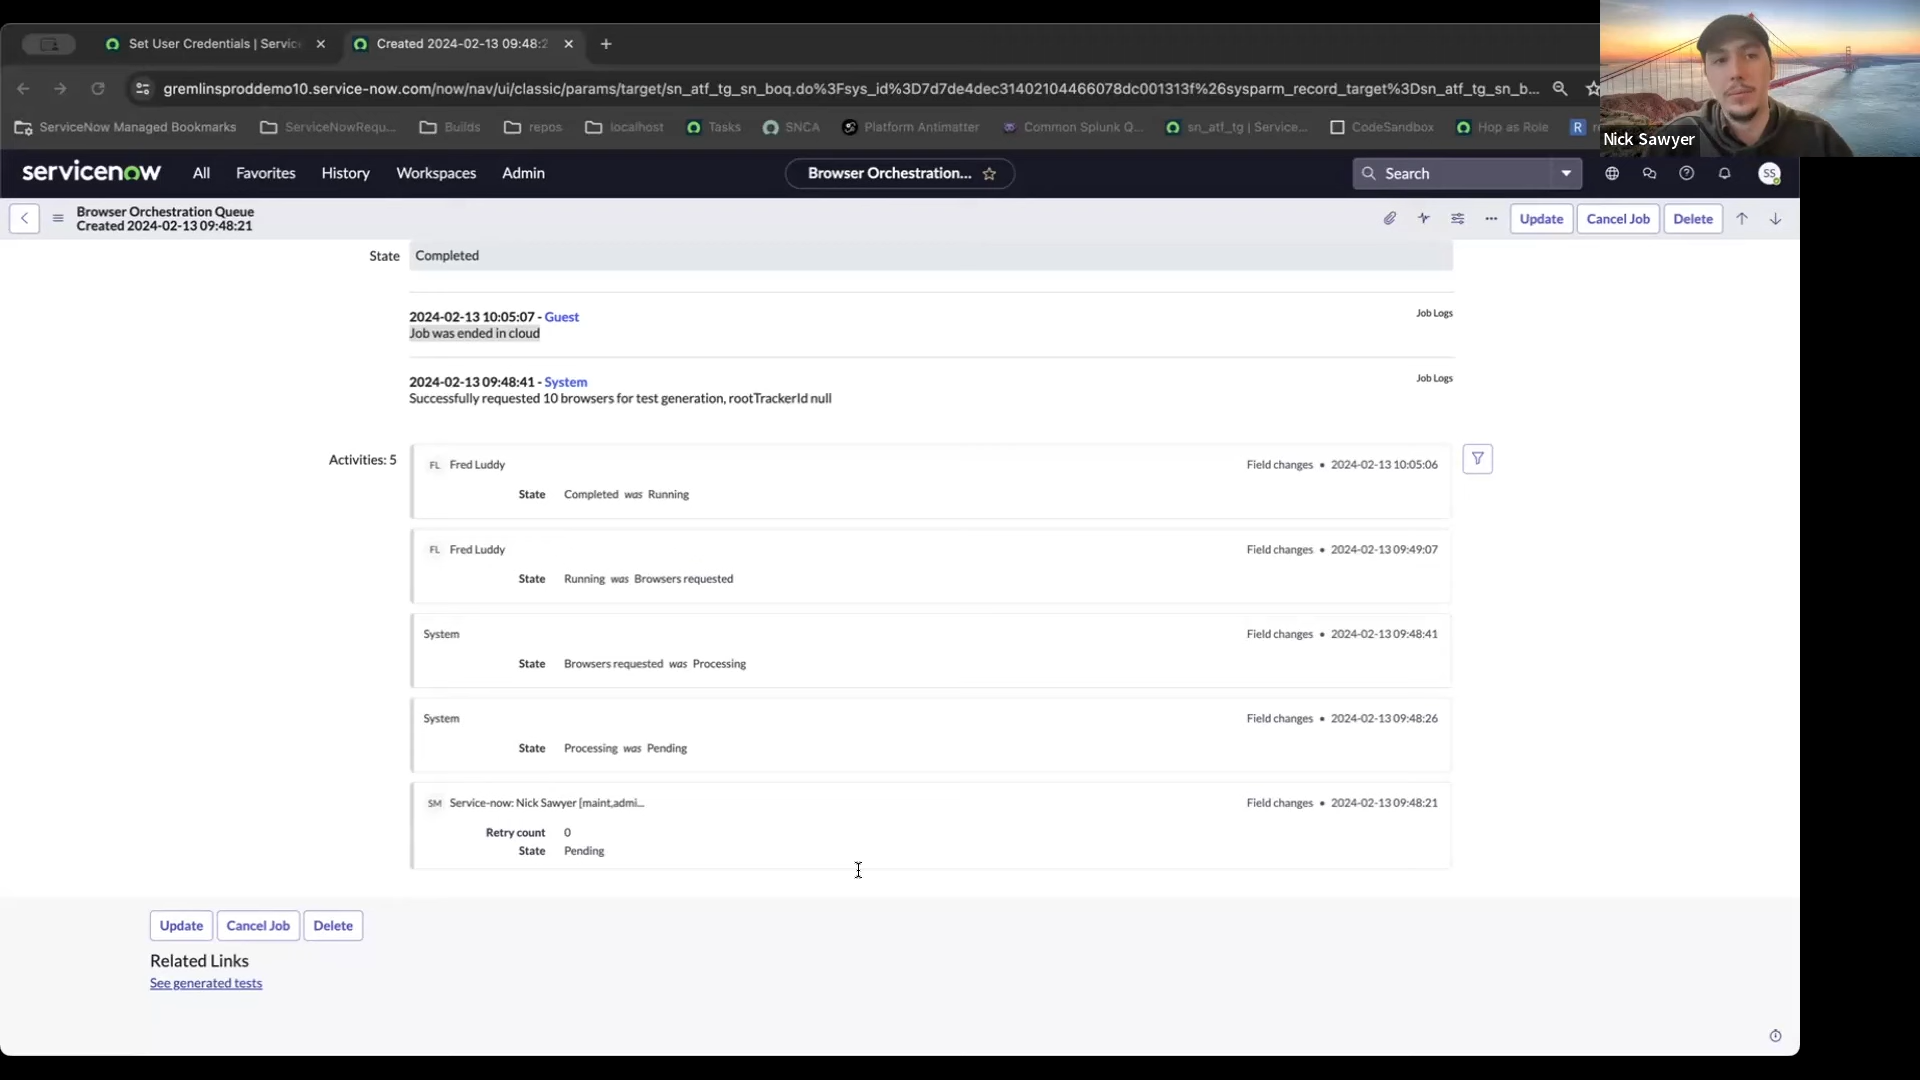 Set User Credentials | Servic
Created 2024-02-13 09:48:2
gremlinsproddemo10.service-now.com/now/nav/ui/classic/params/target/sn_atf_tg_sn_boq.do%3Fsys_id%3D7d7de4dec31402104466078dc001313f%26sysparm_record_target%3Dsn_atf_tg_sn_b...
ServiceNow Managed Bookmarks
ServiceNowRequ...
Builds
repos
localhost
Tasks
SNCA
Platform Antimatter
Common Splunk Q...
sn_atf_tg | Service...
CodeSandbox
Hop as Role
R
Nick Sawyer
servicenow
All
Favorites
History
Workspaces
Admin
Browser Orchestration...
Search
SS
Browser Orchestration Queue
Created 2024-02-13 09:48:21
Update
Cancel Job
Delete
State
Completed
2024-02-13 10:05:07 - Guest
Job Logs
Job was ended in cloud
2024-02-13 09:48:41 - System
Job Logs
Successfully requested 10 browsers for test generation, rootTrackerId null
Activities: 5
FL Fred Luddy
Field changes • 2024-02-13 10:05:06
State Completed was Running
FL Fred Luddy
Field changes • 2024-02-13 09:49:07
State Running was Browsers requested
System
Field changes • 2024-02-13 09:48:41
State Browsers requested was Processing
System
Field changes • 2024-02-13 09:48:26
State Processing was Pending
SM Service-now: Nick Sawyer [maint,admi...
Field changes • 2024-02-13 09:48:21
Retry count 0
State Pending
Update
Cancel Job
Delete
Related Links
See generated tests